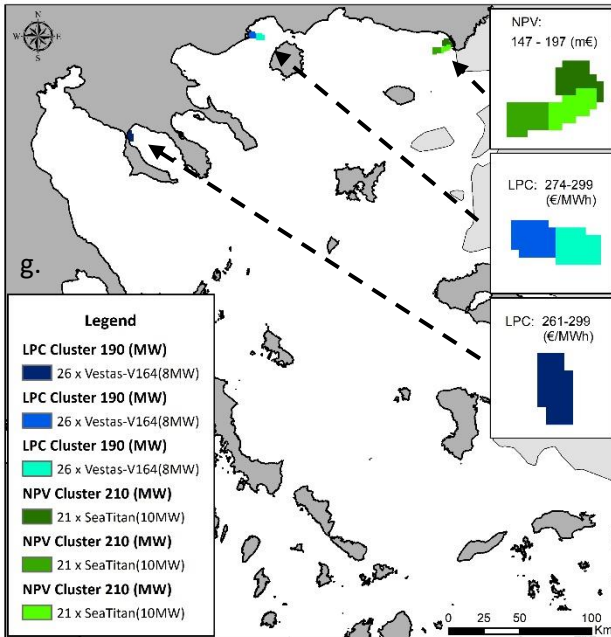 N
W E
S
NPV:
147 - 197 (m€)
LPC: 274-299
(€/MWh)
g.
LPC: 261-299
(€/MWh)
Legend
LPC Cluster 190 (MW)
26 x Vestas-V164(8MW)
LPC Cluster 190 (MW)
26 x Vestas-V164(8MW)
LPC Cluster 190 (MW)
26 x Vestas-V164(8MW)
NPV Cluster 210 (MW)
21 x SeaTitan(10MW)
NPV Cluster 210 (MW)
21 x SeaTitan(10MW)
NPV Cluster 210 (MW)
21 x SeaTitan(10MW)
0 25 50 100
Km